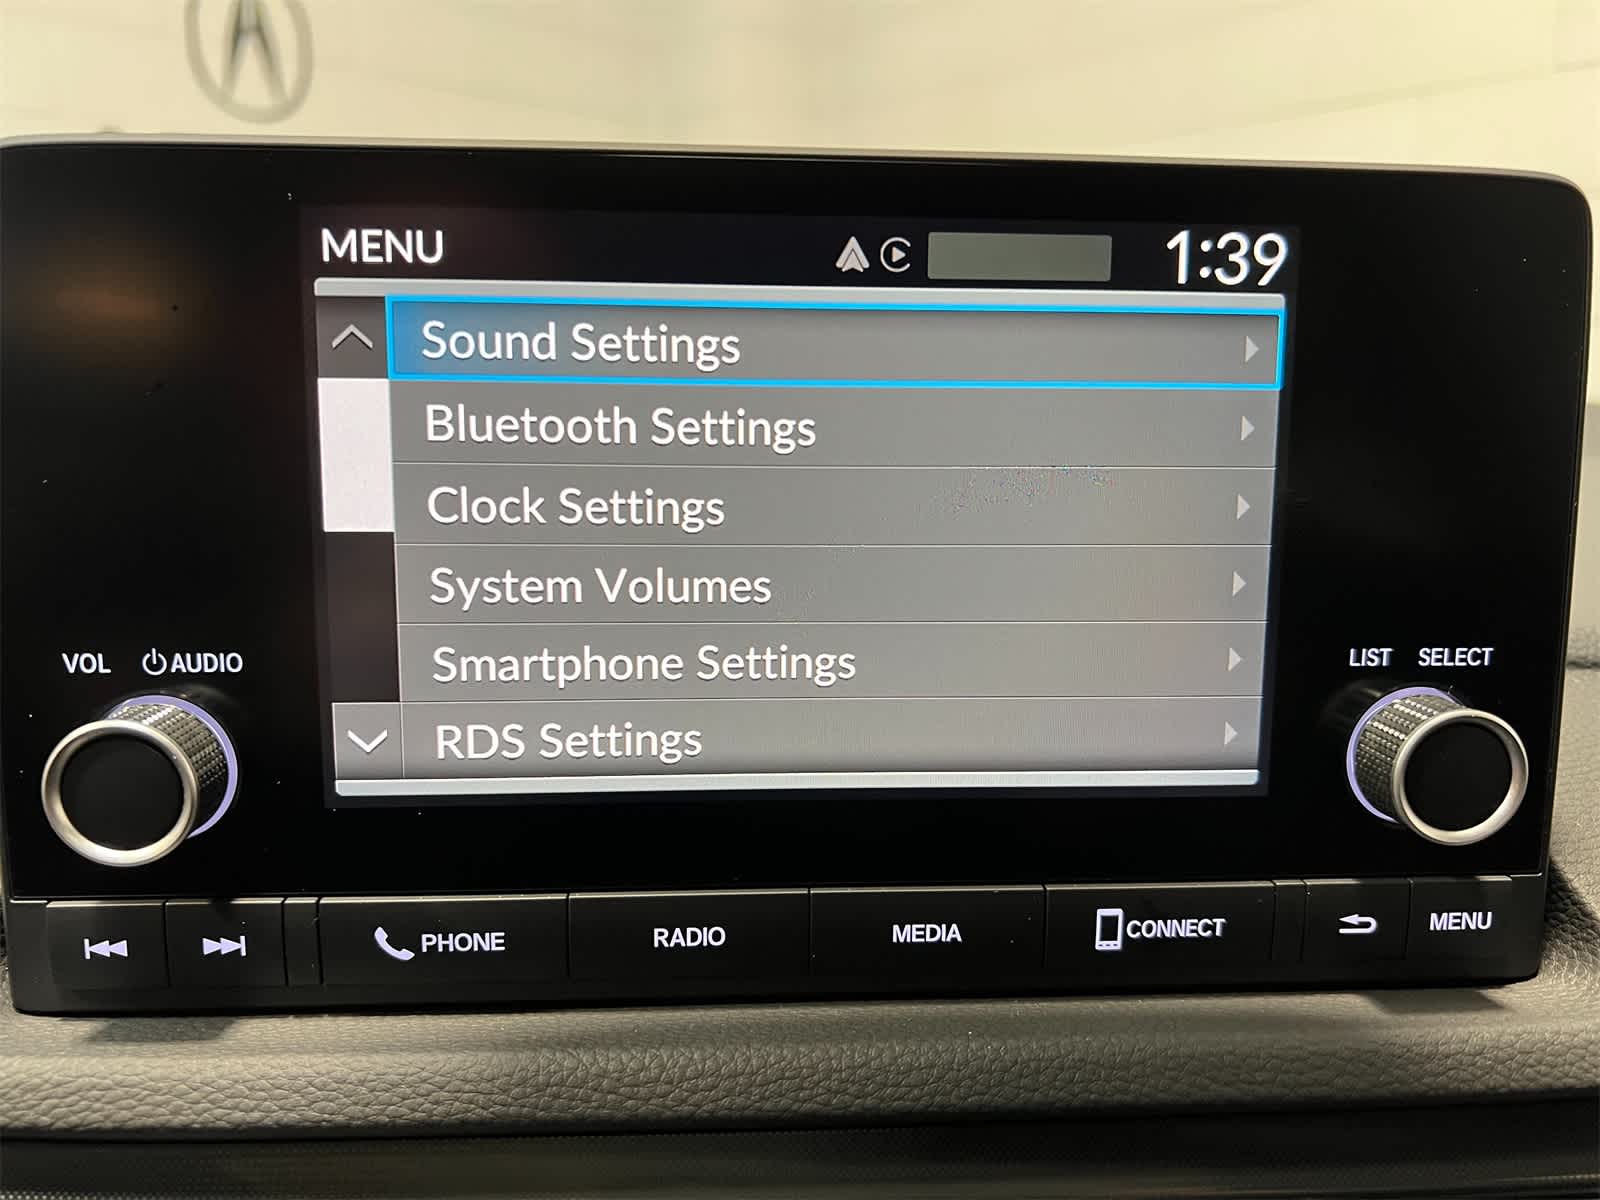 MENU
1:39
Sound Settings
Bluetooth Settings
Clock Settings
System Volumes
Smartphone Settings
RDS Settings
VOL AUDIO
LIST SELECT
PHONE
RADIO
MEDIA
CONNECT
MENU